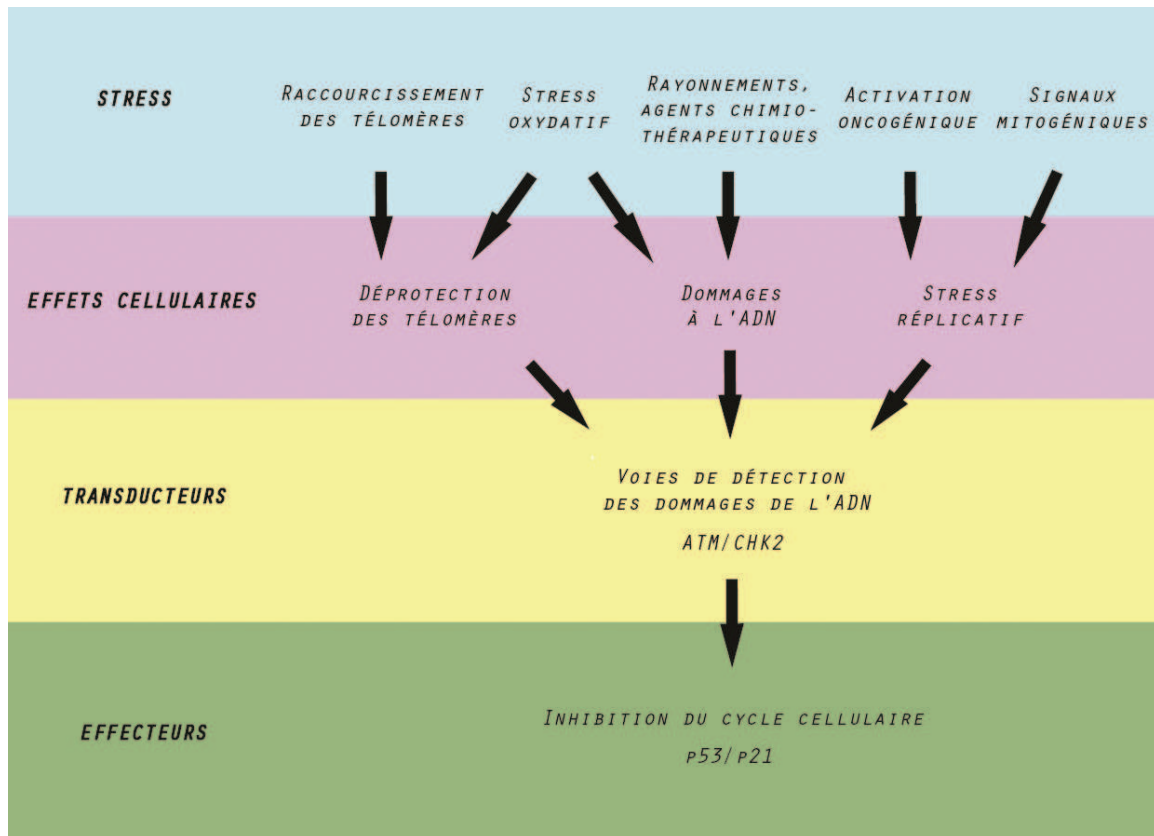 STRESS
RACCOURCISSEMENT
DES TÉLOMÈRES
STRESS
OXYDATIF
RAYONNEMENTS,
AGENTS CHIMIO-
THÉRAPEUTIQUES
ACTIVATION
ONCOGÉNIQUE
SIGNAUX
MITOGÉNIQUES
EFFETS CELLULAIRES
DÉPROTECTION
DES TÉLOMÈRES
DOMMAGES
À L'ADN
STRESS
RÉPLICATIF
TRANSDUCTEURS
VOIES DE DÉTECTION
DES DOMMAGES DE L'ADN
ATM/CHK2
EFFECTEURS
INHIBITION DU CYCLE CELLULAIRE
P53/P21